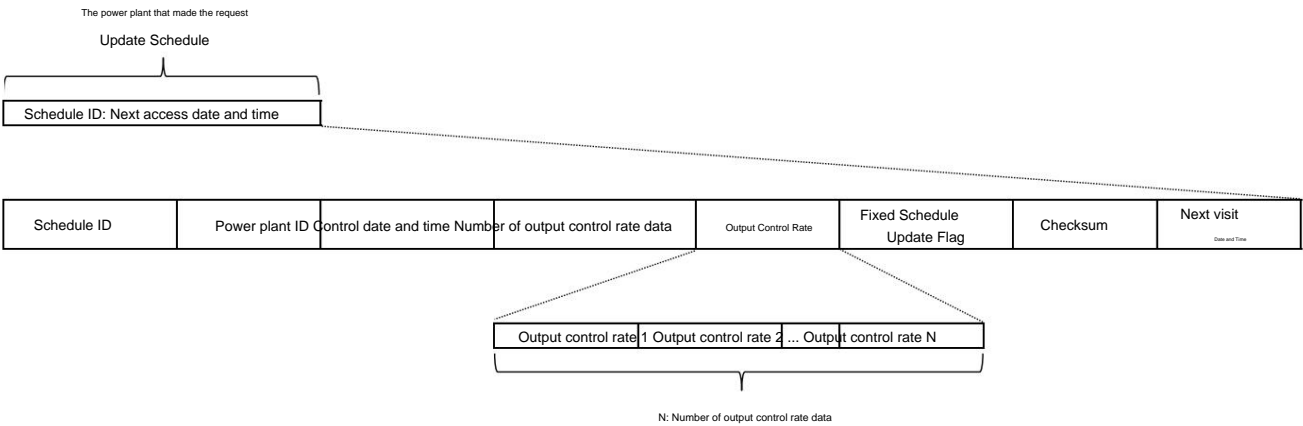 The power plant that made the request
Update Schedule
Schedule ID: Next access date and time
Schedule ID
Power plant ID Control date and time Number of output control rate data
Output Control Rate
Fixed Schedule
Update Flag
Checksum
Next visit
Date and Time
Output control rate 1 Output control rate 2 ... Output control rate N
N: Number of output control rate data